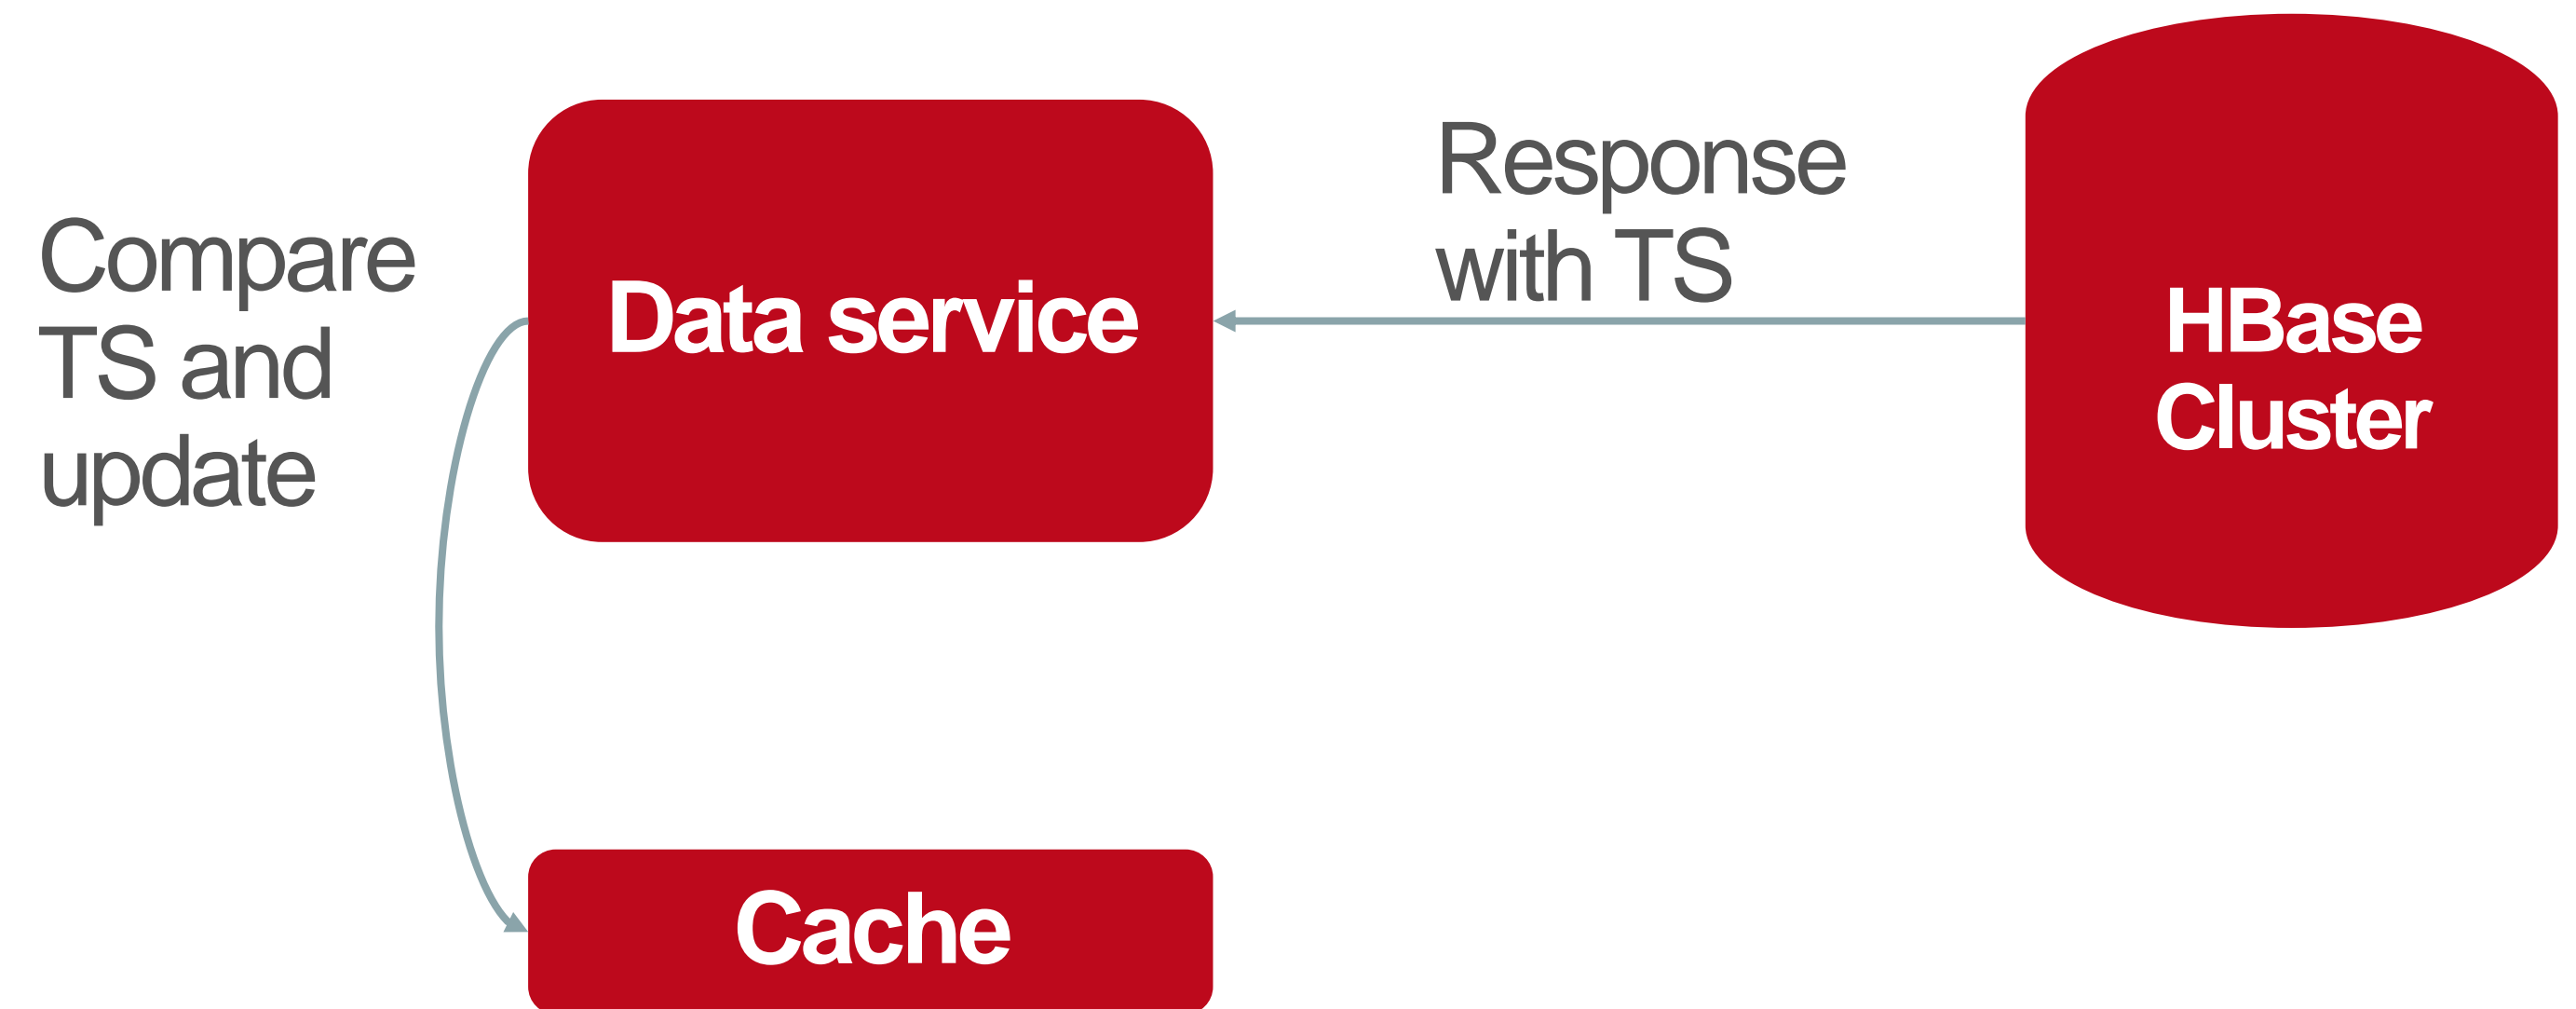 Compare
TS and
update
Data service
Response
with TS
HBase
Cluster
Cache